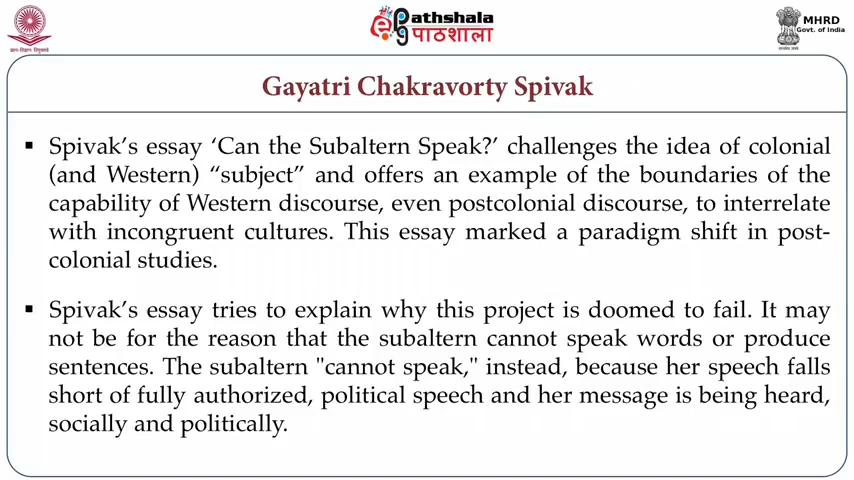 ePathshala
पाठशाला
MHRD
Govt. of India
Gayatri Chakravorty Spivak
▪ Spivak’s essay ‘Can the Subaltern Speak?’ challenges the idea of colonial
(and Western) “subject” and offers an example of the boundaries of the
capability of Western discourse, even postcolonial discourse, to interrelate
with incongruent cultures. This essay marked a paradigm shift in post-
colonial studies.
▪ Spivak’s essay tries to explain why this project is doomed to fail. It may
not be for the reason that the subaltern cannot speak words or produce
sentences. The subaltern "cannot speak," instead, because her speech falls
short of fully authorized, political speech and her message is being heard,
socially and politically.